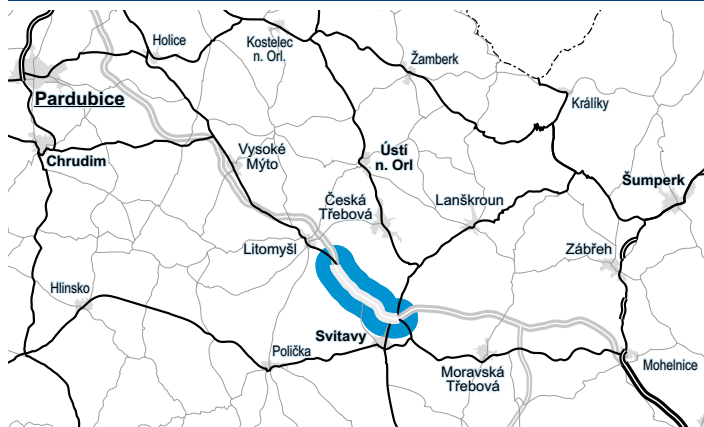 Holice
Kostelec
n. Orl.
Žamberk
Pardubice
Králíky
Chrudim
Vysoké
Mýto
Ústí
n. Orl
Šumperk
Česká
Třebová
Lanškroun
Litomyšl
Zábřeh
Hlinsko
Svitavy
Polička
Moravská
Třebová
Mohelnice